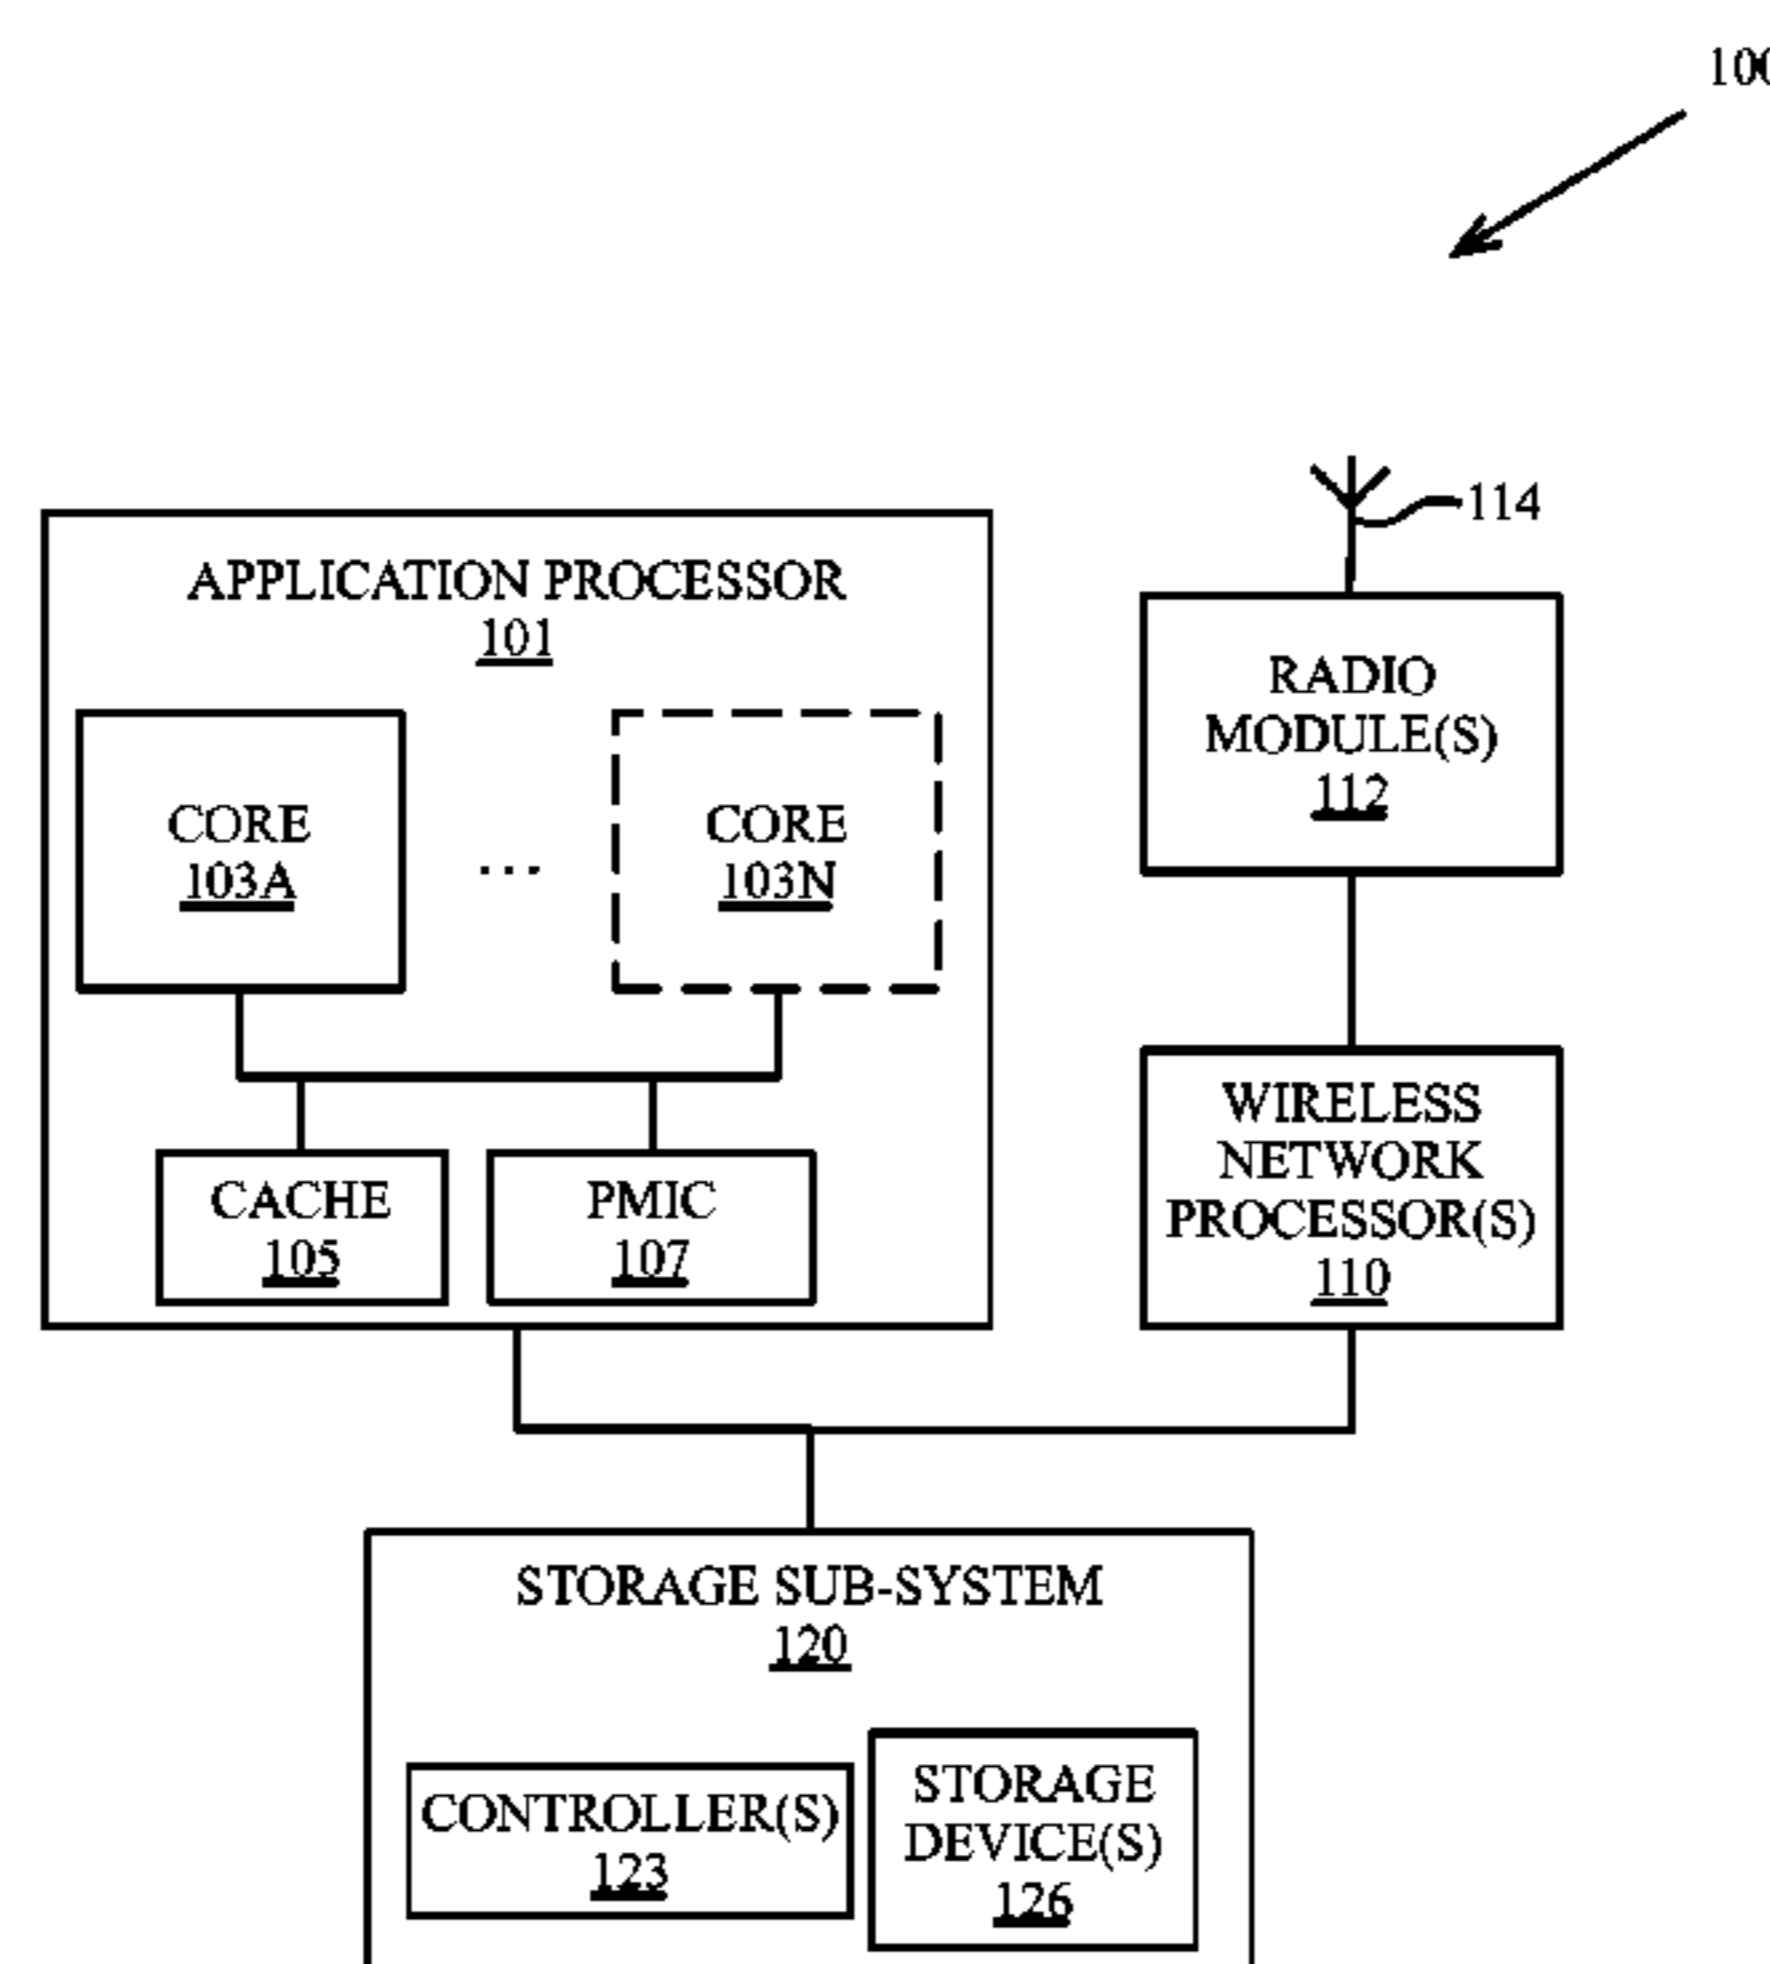 100
114
APPLICATION PROCESSOR
101
RADIO
MODULE(S)
112
CORE
103A
...
CORE
103N
WIRELESS
NETWORK
PROCESSOR(S)
110
CACHE
105
PMIC
107
STORAGE SUB-SYSTEM
120
CONTROLLER(S)
123
STORAGE
DEVICE(S)
126